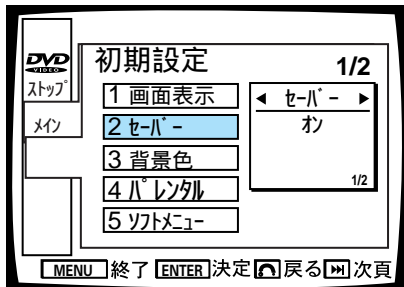 DVD
VIDEO
ストップ
メイン
初期設定
1/2
1 画面表示
2 セーバー
3 背景色
4 パレンタル
5 ソフトメニュー
◀ セーバー ▶
オン
1/2
MENU 終了 ENTER 決定 戻る 次頁